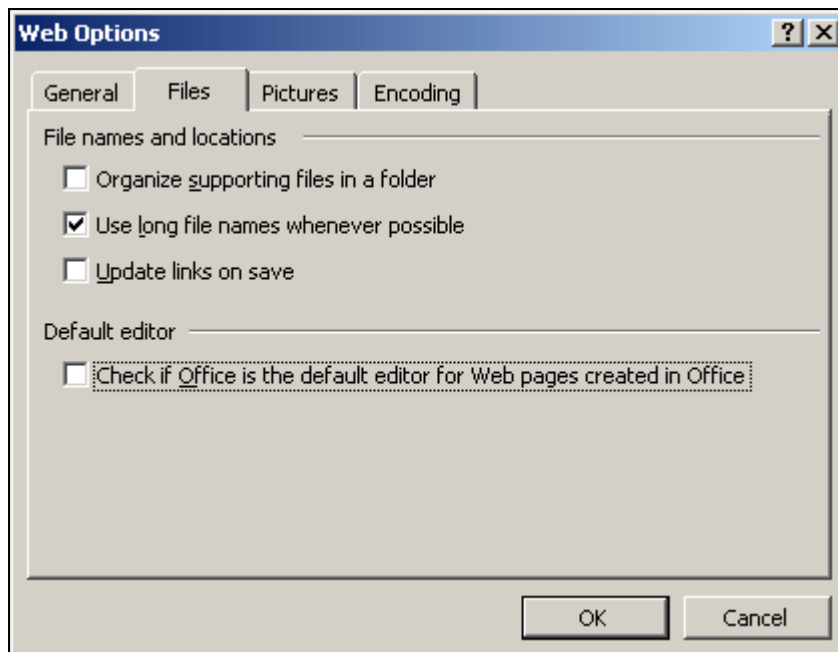 Web Options
General Files Pictures Encoding
File names and locations
Organize supporting files in a folder
Use long file names whenever possible
Update links on save
Default editor
Check if Office is the default editor for Web pages created in Office
OK Cancel